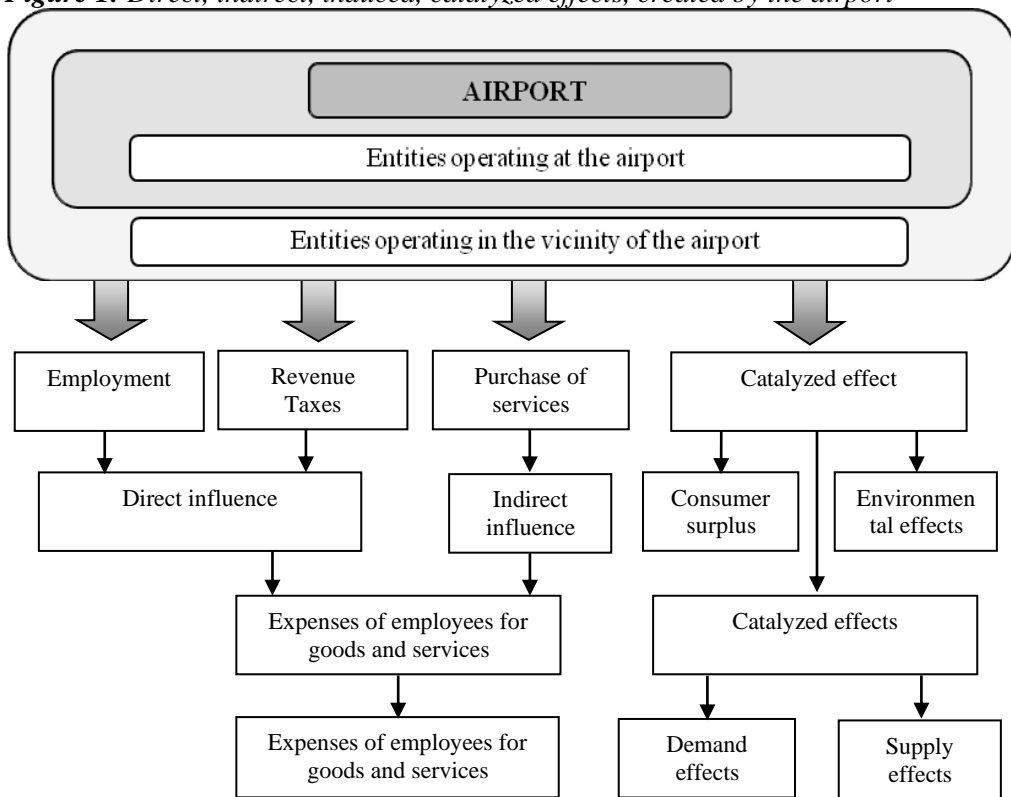 Figure 1. Direct, indirect, induced, catalyzed effects, created by the airport
AIRPORT
Entities operating at the airport
Entities operating in the vicinity of the airport
Employment
Revenue
Taxes
Purchase of
services
Catalyzed effect
Direct influence
Indirect
influence
Consumer
surplus
Environmen
tal effects
Expenses of employees for
goods and services
Catalyzed effects
Expenses of employees for
goods and services
Demand
effects
Supply
effects